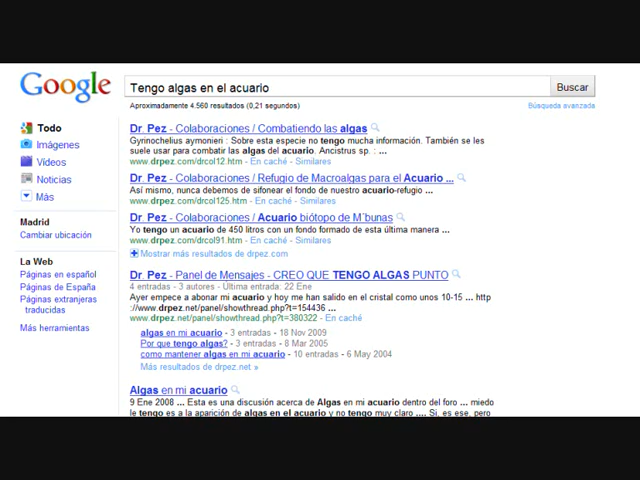 Google
Tengo algas en el acuario
Buscar
Aproximadamente 4.560 resultados (0,21 segundos)
Búsqueda avanzada
Todo
Imágenes
Vídeos
Noticias
Más
Madrid
Cambiar ubicación
La Web
Páginas en español
Páginas de España
Páginas extranjeras
traducidas
Más herramientas
Dr. Pez - Colaboraciones / Combatiendo las algas
Gyrinochelius aymonieri : Sobre esta especie no tengo mucha información. También se les
suele usar para combatir las algas del acuario. Ancistrus sp. : ...
www.drpez.com/drcol12.htm - En caché - Similares
Dr. Pez - Colaboraciones / Refugio de Macroalgas para el Acuario ...
Así mismo, nunca debemos de sifonear el fondo de nuestro acuario-refugio ...
www.drpez.com/drcol125.htm - En caché - Similares
Dr. Pez - Colaboraciones / Acuario biótopo de M´bunas
Yo tengo un acuario de 450 litros con un fondo formado de esta última manera ...
www.drpez.com/drcol91.htm - En caché - Similares
Mostrar más resultados de drpez.com
Dr. Pez - Panel de Mensajes - CREO QUE TENGO ALGAS PUNTO
4 entradas - 3 autores - Última entrada: 22 Ene
Ayer empece a abonar mi acuario y hoy me han salido en el cristal como unos 10-15 ... http
://www.drpez.net/panel/showthread.php?t=154436 ...
www.drpez.net/panel/showthread.php?t=380322 - En caché
algas en mi acuario - 3 entradas - 18 Nov 2009
Por que tengo algas? - 3 entradas - 8 Mar 2005
como mantener algas en mi acuario - 10 entradas - 6 May 2004
Más resultados de drpez.net »
Algas en mi acuario
9 Ene 2008 ... Esta es una discusión acerca de Algas en mi acuario dentro del foro ... miedo
le tengo es a la aparición de algas en el acuario y no tengo muy claro .... Si, es ese, pero